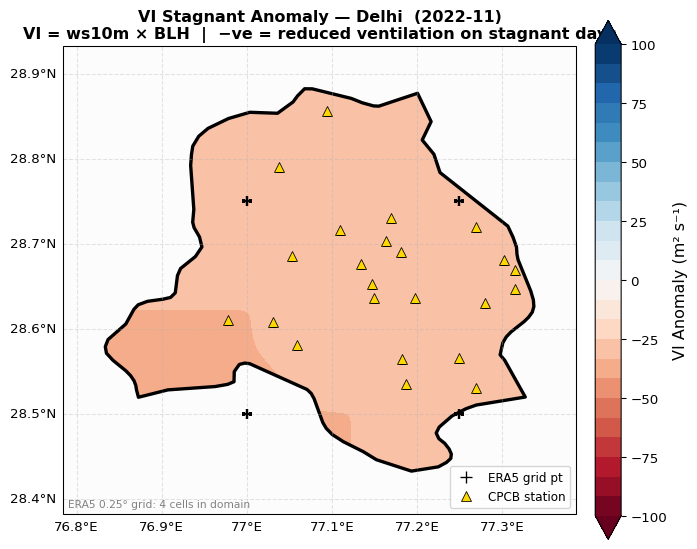 VI Stagnant Anomaly — Delhi  (2022-11)
VI = ws10m × BLH  |  −ve = reduced ventilation on stagnant day
28.9°N
28.8°N
28.7°N
28.6°N
28.5°N
28.4°N
76.8°E
76.9°E
77°E
77.1°E
77.2°E
77.3°E
ERA5 0.25° grid: 4 cells in domain
ERA5 grid pt
CPCB station
100
75
50
25
0
−25
−50
−75
−100
VI Anomaly (m² s⁻¹)